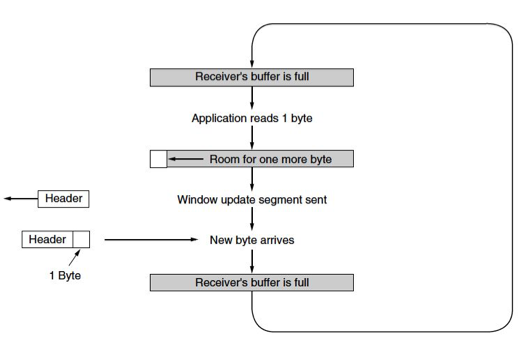 Receiver's buffer is full
Application reads 1 byte
Room for one more byte
Header
Window update segment sent
Header
New byte arrives
1 Byte
Receiver's buffer is full